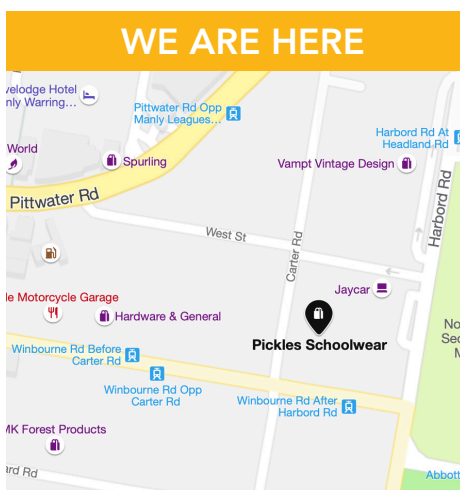 WE ARE HERE
velodge Hotel
nly Warring...
Pittwater Rd Opp
Manly Leagues...
Harbord Rd At
Headland Rd
World
Spurling
Vampt Vintage Design
Pittwater Rd
Harbord Rd
West St
Carter Rd
Jaycar
le Motorcycle Garage
Hardware & General
Pickles Schoolwear
No
Sec
M
Winbourne Rd Before
Carter Rd
Winbourne Rd Opp
Carter Rd
Winbourne Rd After
Harbord Rd
MK Forest Products
ard Rd
Abbott